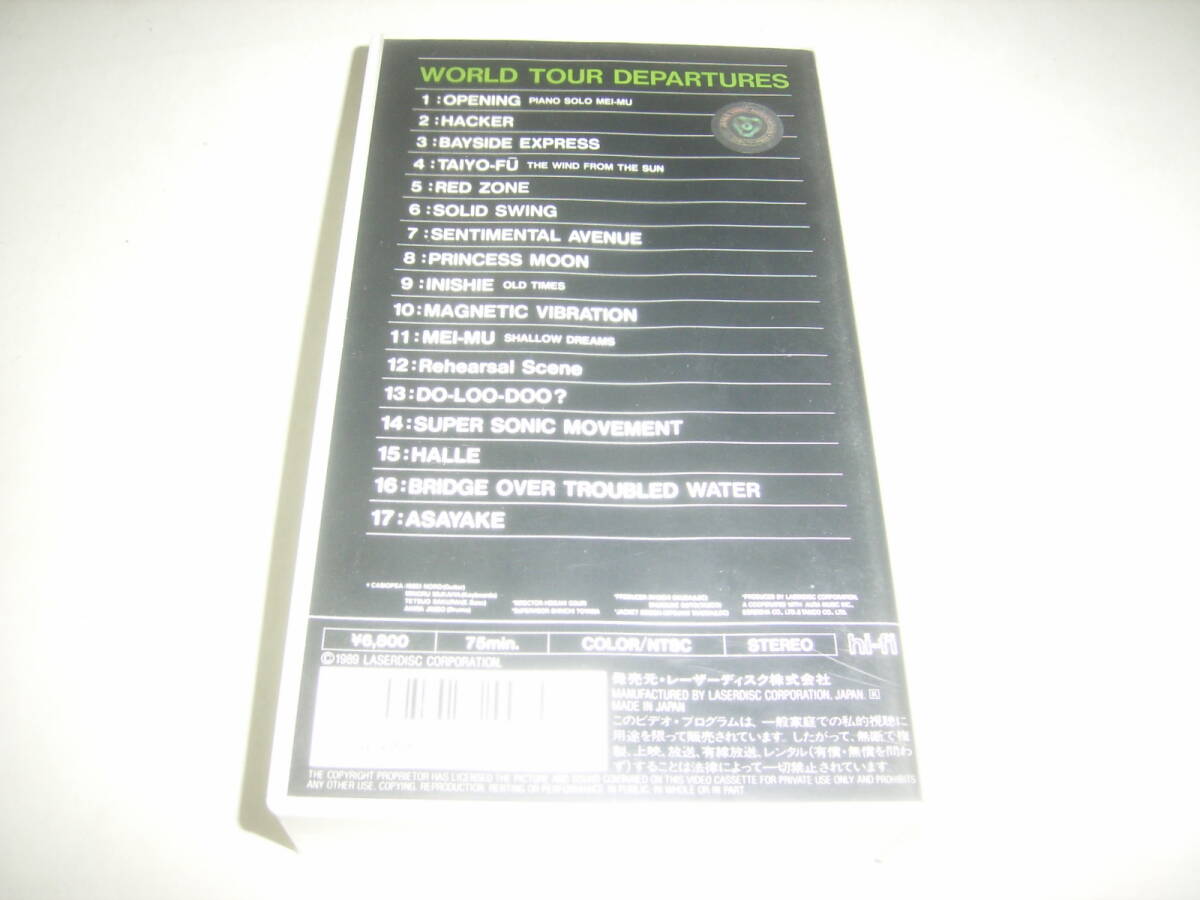 WORLD TOUR DEPARTURES
1:OPENING PIANO SOLO MEI-MU
2:HACKER
3:BAYSIDE EXPRESS
4:TAIYO-FŪ THE WIND FROM THE SUN
5:RED ZONE
6:SOLID SWING
7:SENTIMENTAL AVENUE
8:PRINCESS MOON
9:INISHIE OLD TIMES
10:MAGNETIC VIBRATION
11:MEI-MU SHALLOW DREAMS
12:Rehearsal Scene
13:DO-LOO-DOO?
14:SUPER SONIC MOVEMENT
15:HALLE
16:BRIDGE OVER TROUBLED WATER
17:ASAYAKE
CASIOPEA
*PRODUCED BY LASERDISC CORPORATION.
¥6,800 75min. COLOR/NTSC STEREO hi-fi
©1989 LASERDISC CORPORATION.
発売元・レーザーディスク株式会社
MANUFACTURED BY LASERDISC CORPORATION, JAPAN.
MADE IN JAPAN
このビデオ・プログラムは、一般家庭での私的視聴に
用途を限って販売されています。したがって、無断で複
製、上映、放送、有線放送、レンタル(有償・無償を問わ
ず)することは法律によって一切禁止されています。
THE COPYRIGHT PROPRIETOR HAS LICENSED THE PICTURE AND SOUND CONTAINED ON THIS VIDEO CASSETTE FOR PRIVATE USE ONLY AND PROHIBITS
ANY OTHER USE. COPYING, REPRODUCTION, RENTING OR PERFORMANCE IN PUBLIC, IN WHOLE OR IN PART.